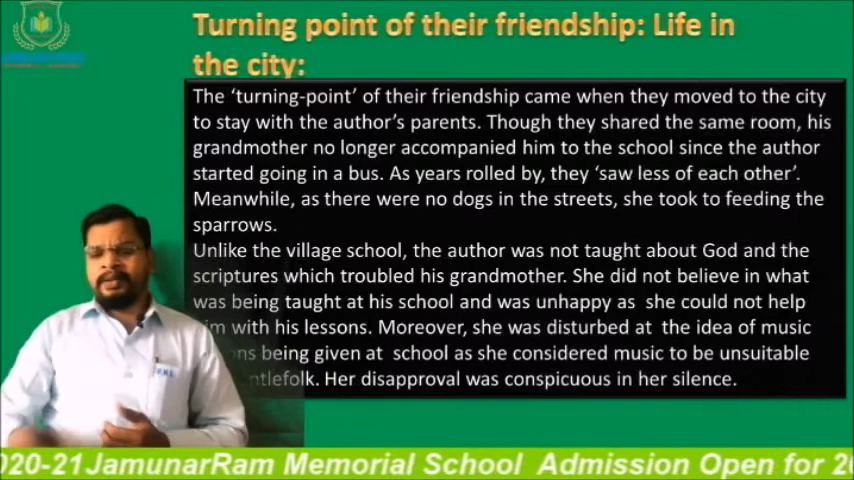 Turning point of their friendship: Life in
the city:
The ‘turning-point’ of their friendship came when they moved to the city
to stay with the author’s parents. Though they shared the same room, his
grandmother no longer accompanied him to the school since the author
started going in a bus. As years rolled by, they ‘saw less of each other’.
Meanwhile, as there were no dogs in the streets, she took to feeding the
sparrows.
Unlike the village school, the author was not taught about God and the
scriptures which troubled his grandmother. She did not believe in what
was being taught at his school and was unhappy as she could not help
him with his lessons. Moreover, she was disturbed at the idea of music
ons being given at school as she considered music to be unsuitable
ntlefolk. Her disapproval was conspicuous in her silence.
020-21 JamunarRam Memorial School Admission Open for 20